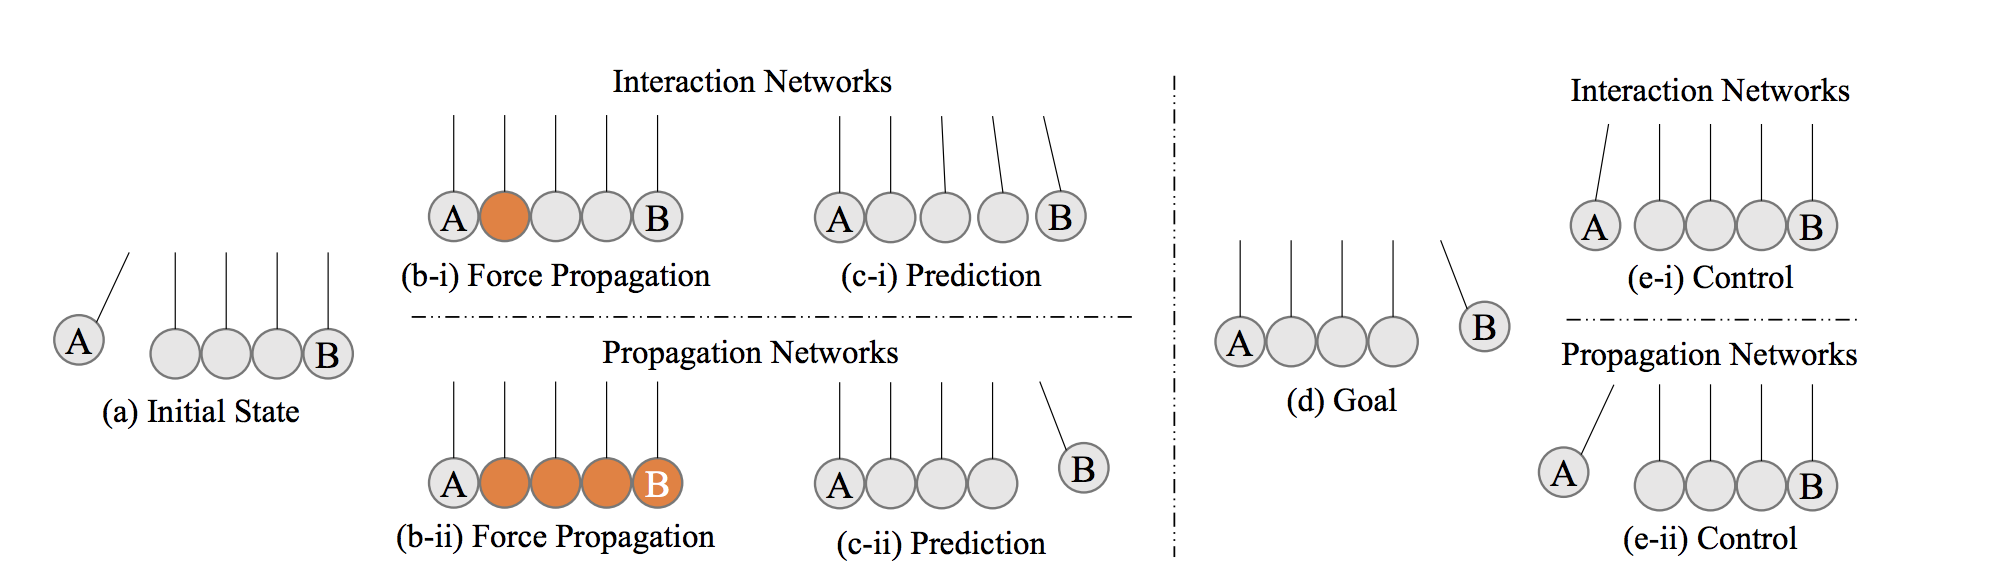 Interaction Networks
A
B
A
B
(b-i) Force Propagation
(c-i) Prediction
A
B
(a) Initial State
Propagation Networks
A
B
A
B
(b-ii) Force Propagation
(c-ii) Prediction
A
B
(d) Goal
Interaction Networks
A
B
(e-i) Control
Propagation Networks
A
B
(e-ii) Control